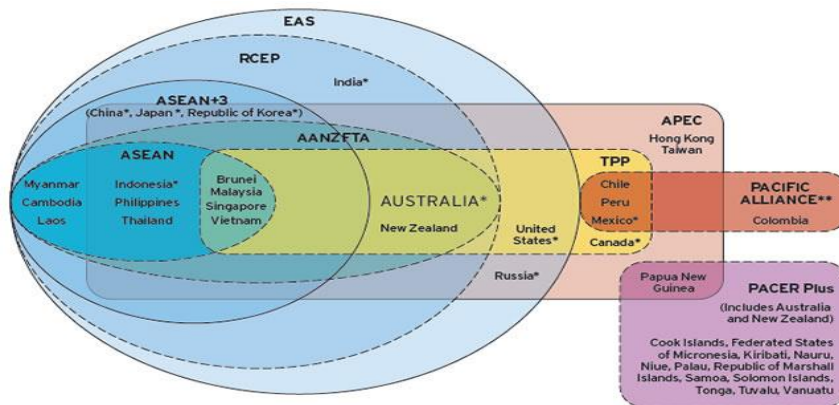 EAS
RCEP
India*
ASEAN+3
(China*, Japan*, Republic of Korea*)
APEC
Hong Kong
Taiwan
AANZFTA
ASEAN
TPP
Myanmar
Cambodia
Laos
Indonesia*
Philippines
Thailand
Brunei
Malaysia
Singapore
Vietnam
AUSTRALIA*
New Zealand
United
States*
Chile
Peru
Mexico*
Canada*
PACIFIC
ALLIANCE**
Colombia
Russia*
Papua New
Guinea
PACER Plus
(Includes Australia
and New Zealand)
Cook Islands, Federated States
of Micronesia, Kiribati, Nauru,
Niue, Palau, Republic of Marshall
Islands, Samoa, Solomon Islands,
Tonga, Tuvalu, Vanuatu